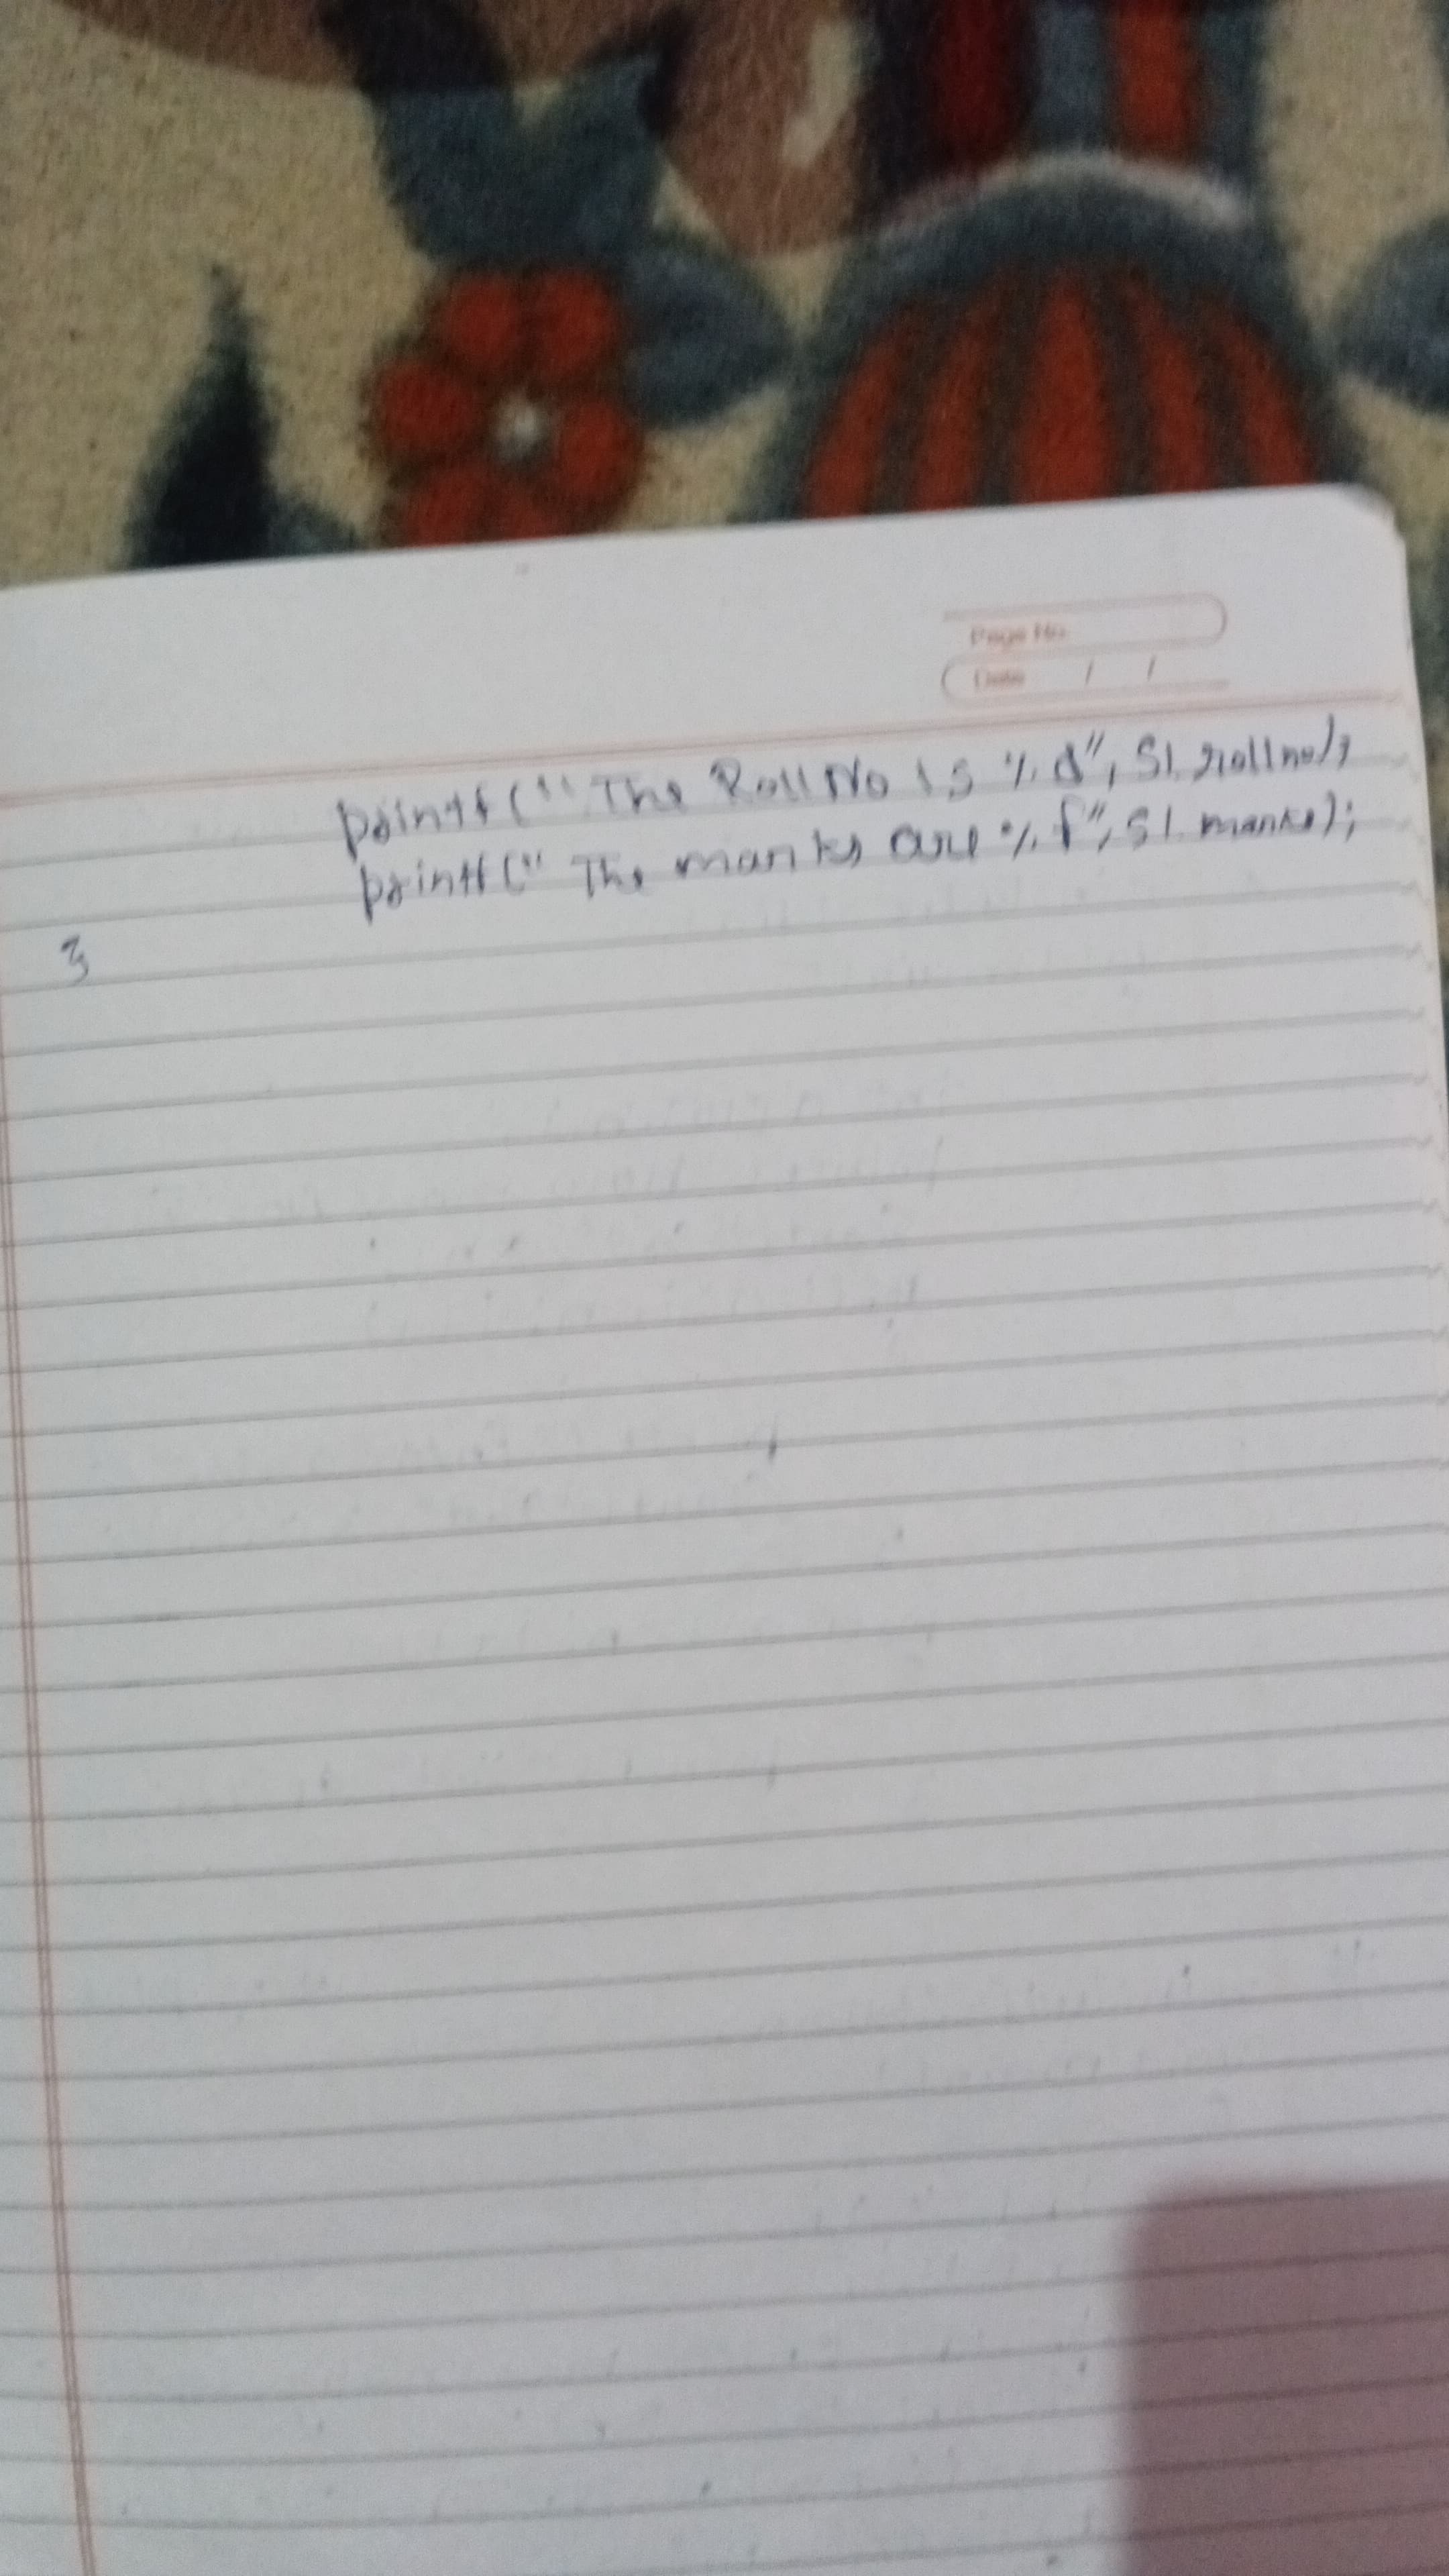 Page No.
Date / /
printf("The Roll No is %d", S1.rollno);
printf("The marks are %f", S1.marks);
}